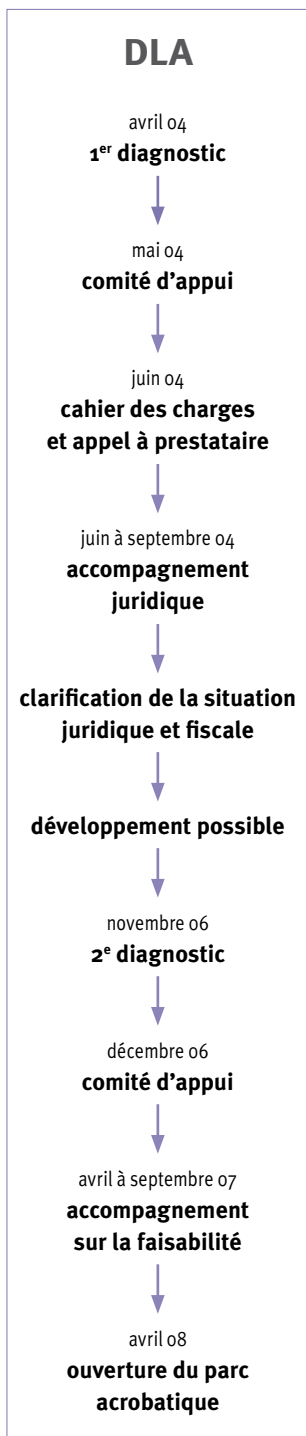 DLA
avril 04
1er diagnostic
mai 04
comité d’appui
juin 04
cahier des charges
et appel à prestataire
juin à septembre 04
accompagnement
juridique
clarification de la situation
juridique et fiscale
développement possible
novembre 06
2e diagnostic
décembre 06
comité d’appui
avril à septembre 07
accompagnement
sur la faisabilité
avril 08
ouverture du parc
acrobatique